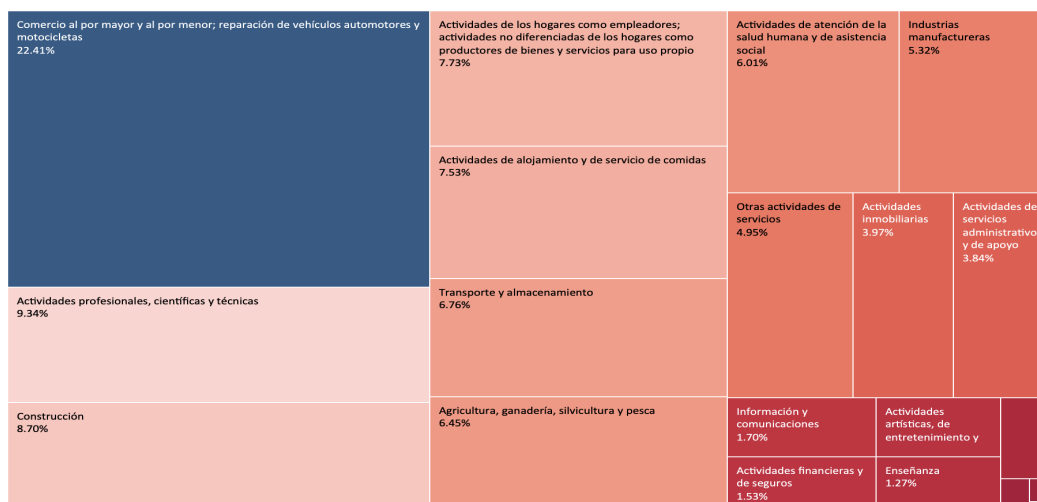 Comercio al por mayor y al por menor; reparación de vehículos automotores y
motocicletas
22.41%
Actividades profesionales, científicas y técnicas
9.34%
Construcción
8.70%
Actividades de los hogares como empleadores;
actividades no diferenciadas de los hogares como
productores de bienes y servicios para uso propio
7.73%
Actividades de alojamiento y de servicio de comidas
7.53%
Transporte y almacenamiento
6.76%
Agricultura, ganadería, silvicultura y pesca
6.45%
Actividades de atención de la
salud humana y de asistencia
social
6.01%
Industrias
manufactureras
5.32%
Otras actividades de
servicios
4.95%
Actividades
inmobiliarias
3.97%
Actividades de
servicios
administrativo
y de apoyo
3.84%
Información y
comunicaciones
1.70%
Actividades
artísticas, de
entretenimiento y
Actividades financieras y
de seguros
1.53%
Enseñanza
1.27%